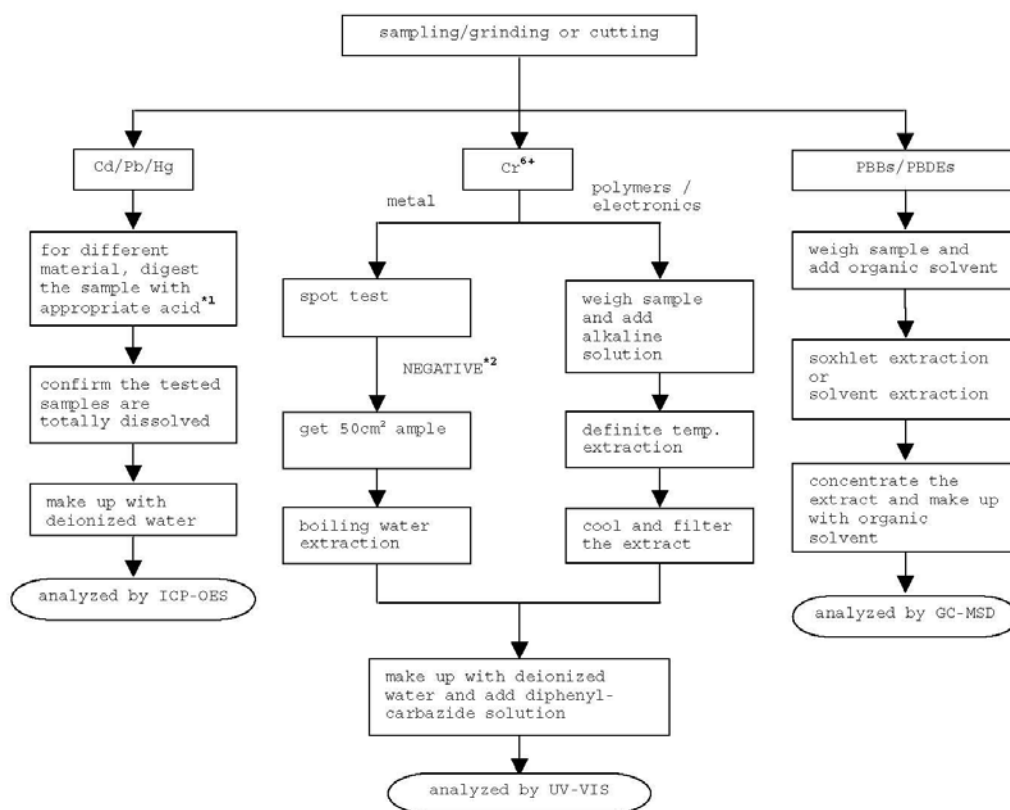 sampling/grinding or cutting
Cd/Pb/Hg
for different
material, digest
the sample with
appropriate acid*1
confirm the tested
samples are
totally dissolved
make up with
deionized water
analyzed by ICP-OES
Cr6+
metal
polymers /
electronics
spot test
NEGATIVE*2
get 50cm² ample
boiling water
extraction
weigh sample
and add
alkaline
solution
definite temp.
extraction
cool and filter
the extract
make up with deionized
water and add diphenyl-
carbazide solution
analyzed by UV-VIS
PBBs/PBDEs
weigh sample and
add organic solvent
soxhlet extraction
or
solvent extraction
concentrate the
extract and make up
with organic
solvent
analyzed by GC-MSD